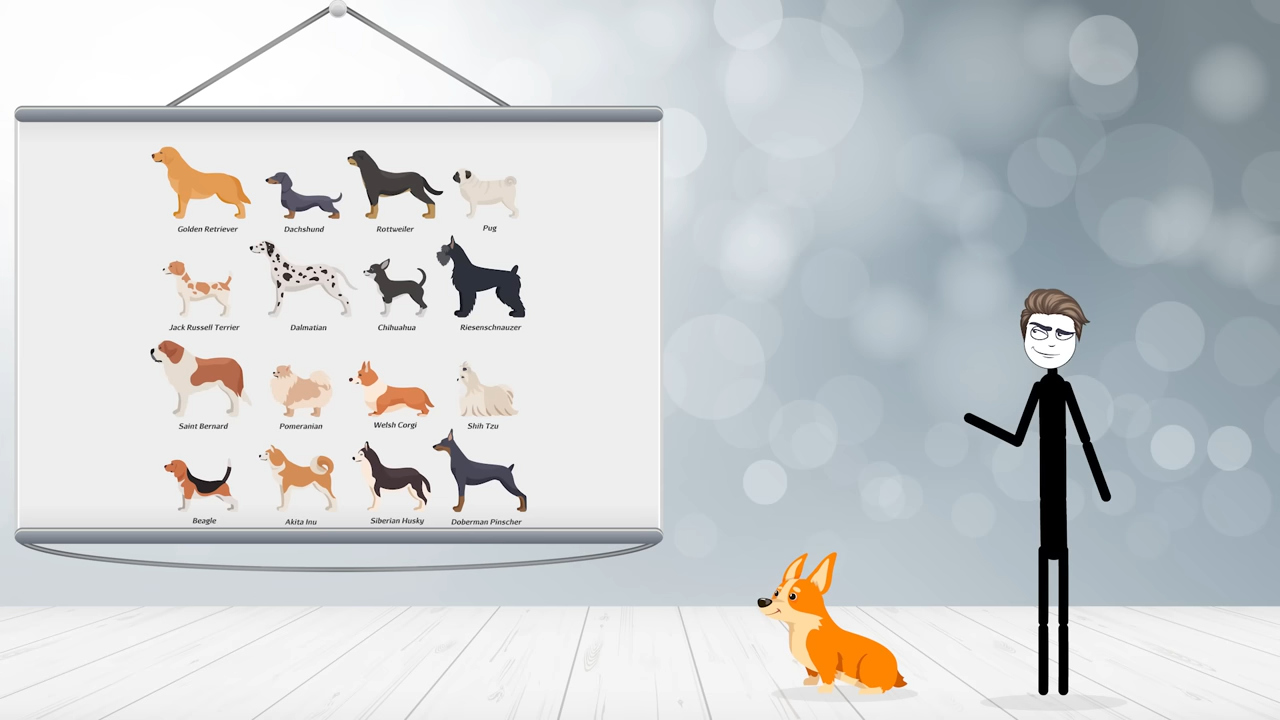 Golden Retriever
Dachshund
Rottweiler
Pug
Jack Russell Terrier
Dalmatian
Chihuahua
Riesenschnauzer
Saint Bernard
Pomeranian
Welsh Corgi
Shih Tzu
Beagle
Akita Inu
Siberian Husky
Doberman Pinscher